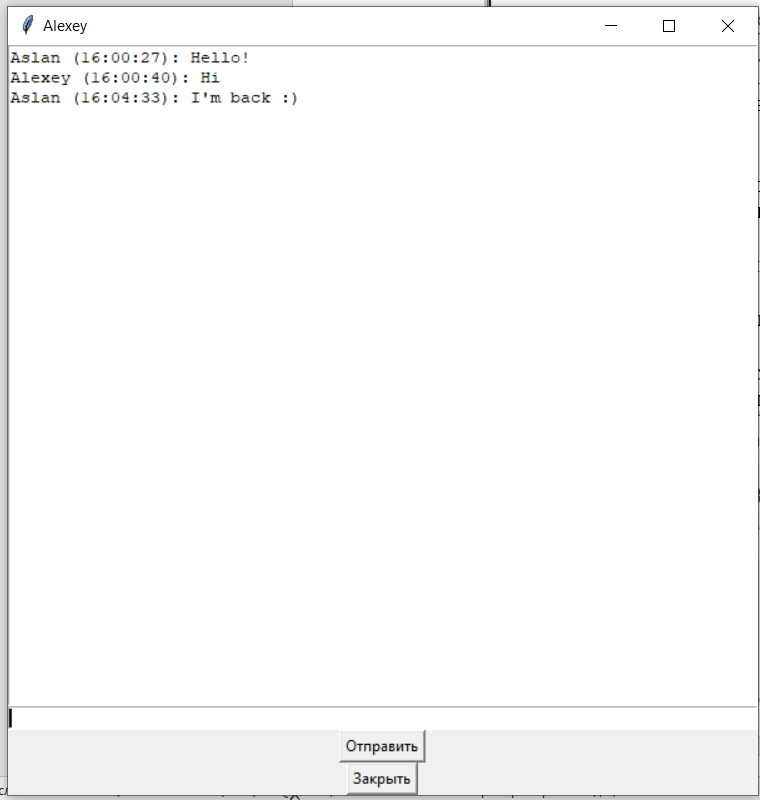 Alexey
Aslan (16:00:27): Hello!
Alexey (16:00:40): Hi
Aslan (16:04:33): I'm back :)
Отправить
Закрыть